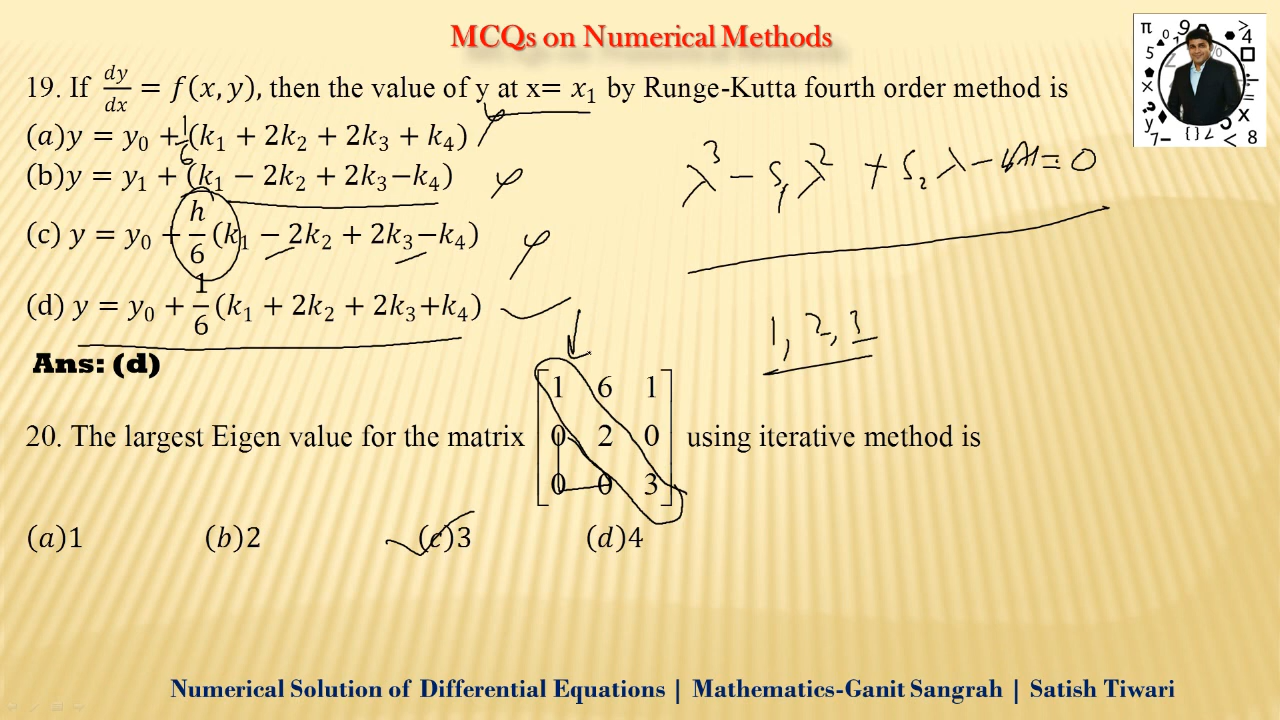 MCQs on Numerical Methods
19. If dy/dx = f(x, y), then the value of y at x= x₁ by Runge-Kutta fourth order method is
(a)y = y₀ + 1/6 (k₁ + 2k₂ + 2k₃ + k₄)
(b)y = y₁ + (k₁ − 2k₂ + 2k₃−k₄)
(c) y = y₀ + h/6 (k₁ − 2k₂ + 2k₃−k₄)
(d) y = y₀ + 1/6 (k₁ + 2k₂ + 2k₃+k₄)
Ans: (d)
λ³ − S₁λ² + S₂λ − |A| = 0
1, 2, 3
20. The largest Eigen value for the matrix [1 6 1
0 2 0
0 0 3] using iterative method is
(a)1 (b)2 (c)3 (d)4
Numerical Solution of Differential Equations | Mathematics-Ganit Sangrah | Satish Tiwari